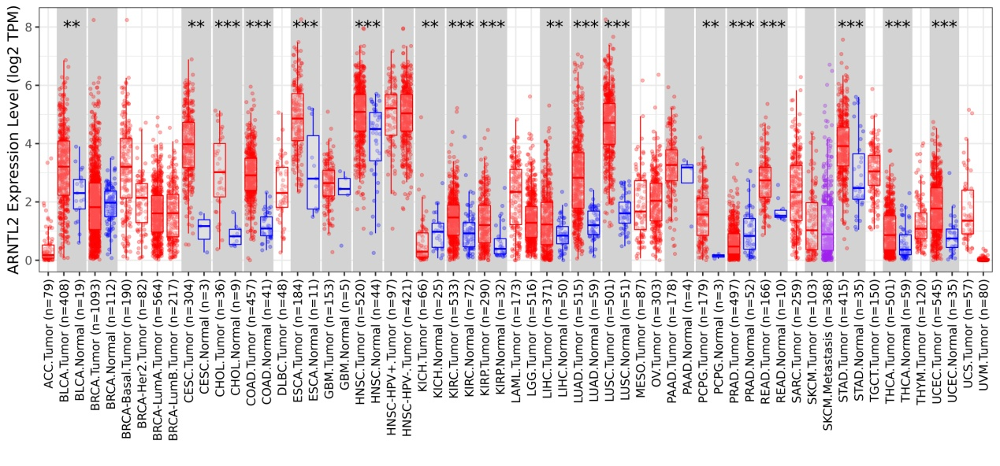 ARNTL2 Expression Level (log2 TPM)
8
6
4
2
0
** ** *** *** *** *** ** *** *** ** *** *** ** *** *** *** *** ***
ACC.Tumor (n=79)
BLCA.Tumor (n=408)
BLCA.Normal (n=19)
BRCA.Tumor (n=1093)
BRCA.Normal (n=112)
BRCA-Basal.Tumor (n=190)
BRCA-Her2.Tumor (n=82)
BRCA-LumA.Tumor (n=564)
BRCA-LumB.Tumor (n=217)
CESC.Tumor (n=304)
CESC.Normal (n=3)
CHOL.Tumor (n=36)
CHOL.Normal (n=9)
COAD.Tumor (n=457)
COAD.Normal (n=41)
DLBC.Tumor (n=48)
ESCA.Tumor (n=184)
ESCA.Normal (n=11)
GBM.Tumor (n=153)
GBM.Normal (n=5)
HNSC.Tumor (n=520)
HNSC.Normal (n=44)
HNSC-HPV+.Tumor (n=97)
HNSC-HPV-.Tumor (n=421)
KICH.Tumor (n=66)
KICH.Normal (n=25)
KIRC.Tumor (n=533)
KIRC.Normal (n=72)
KIRP.Tumor (n=290)
KIRP.Normal (n=32)
LAML.Tumor (n=173)
LGG.Tumor (n=516)
LIHC.Tumor (n=371)
LIHC.Normal (n=50)
LUAD.Tumor (n=515)
LUAD.Normal (n=59)
LUSC.Tumor (n=501)
LUSC.Normal (n=51)
MESO.Tumor (n=87)
OV.Tumor (n=303)
PAAD.Tumor (n=178)
PAAD.Normal (n=4)
PCPG.Tumor (n=179)
PCPG.Normal (n=3)
PRAD.Tumor (n=497)
PRAD.Normal (n=52)
READ.Tumor (n=166)
READ.Normal (n=10)
SARC.Tumor (n=259)
SKCM.Tumor (n=103)
SKCM.Metastasis (n=368)
STAD.Tumor (n=415)
STAD.Normal (n=35)
TGCT.Tumor (n=150)
THCA.Tumor (n=501)
THCA.Normal (n=59)
THYM.Tumor (n=120)
UCEC.Tumor (n=545)
UCEC.Normal (n=35)
UCS.Tumor (n=57)
UVM.Tumor (n=80)